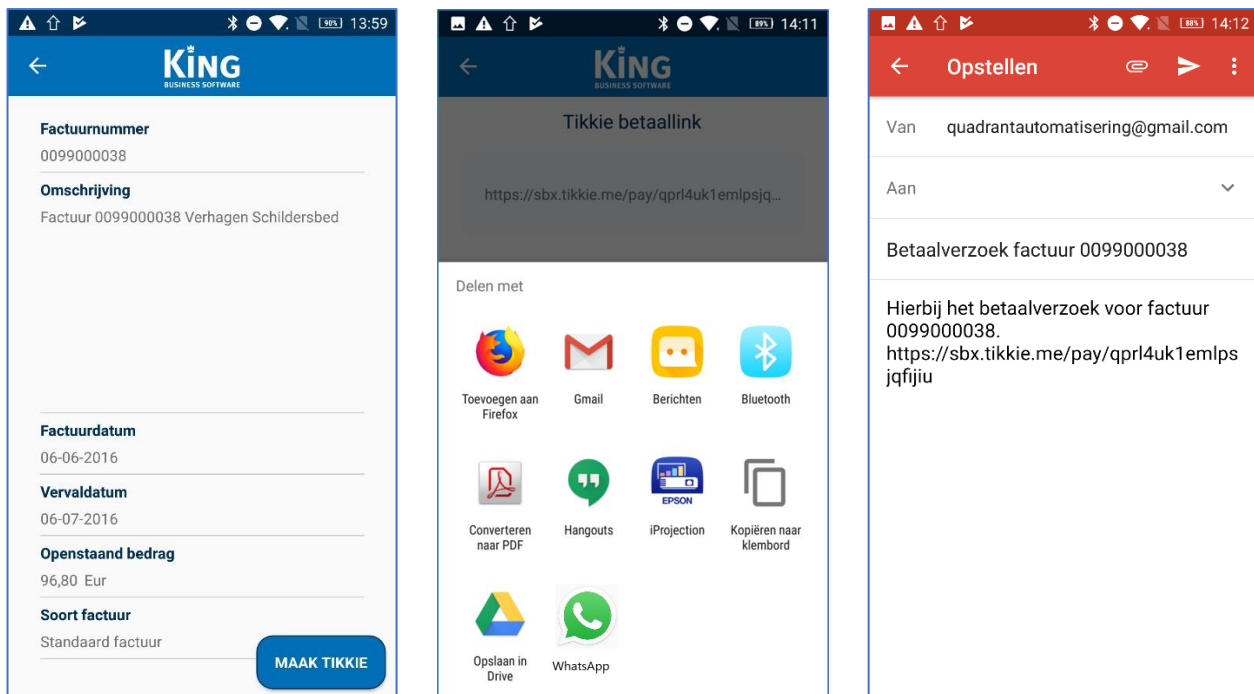 90% 13:59
KING
BUSINESS SOFTWARE
Factuurnummer
0099000038
Omschrijving
Factuur 0099000038 Verhagen Schildersbed
Factuurdatum
06-06-2016
Vervaldatum
06-07-2016
Openstaand bedrag
96,80 Eur
Soort factuur
Standaard factuur
MAAK TIKKIE
89% 14:11
KING
BUSINESS SOFTWARE
Tikkie betaallink
https://sbx.tikkie.me/pay/qprl4uk1emlpsjq...
Delen met
Toevoegen aan
Firefox
Gmail
Berichten
Bluetooth
Converteren
naar PDF
Hangouts
EPSON
iProjection
Kopiëren naar
klembord
Opslaan in
Drive
WhatsApp
88% 14:12
Opstellen
Van quadrantautomatisering@gmail.com
Aan
Betaalverzoek factuur 0099000038
Hierbij het betaalverzoek voor factuur
0099000038.
https://sbx.tikkie.me/pay/qprl4uk1emlps
jqfijiu